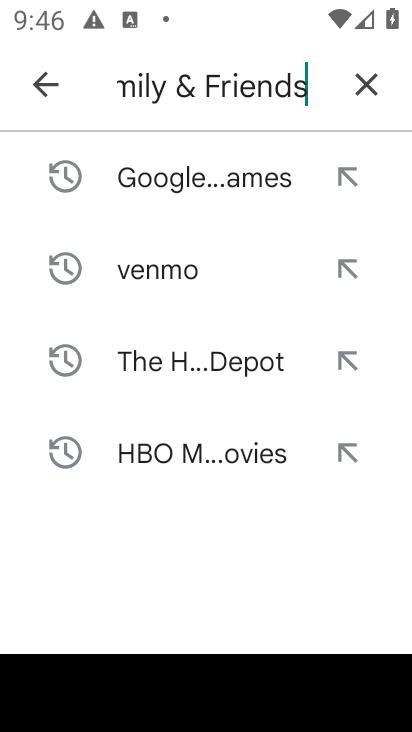 9:46
mily & Friends
Google...ames
venmo
The H...Depot
HBO M...ovies